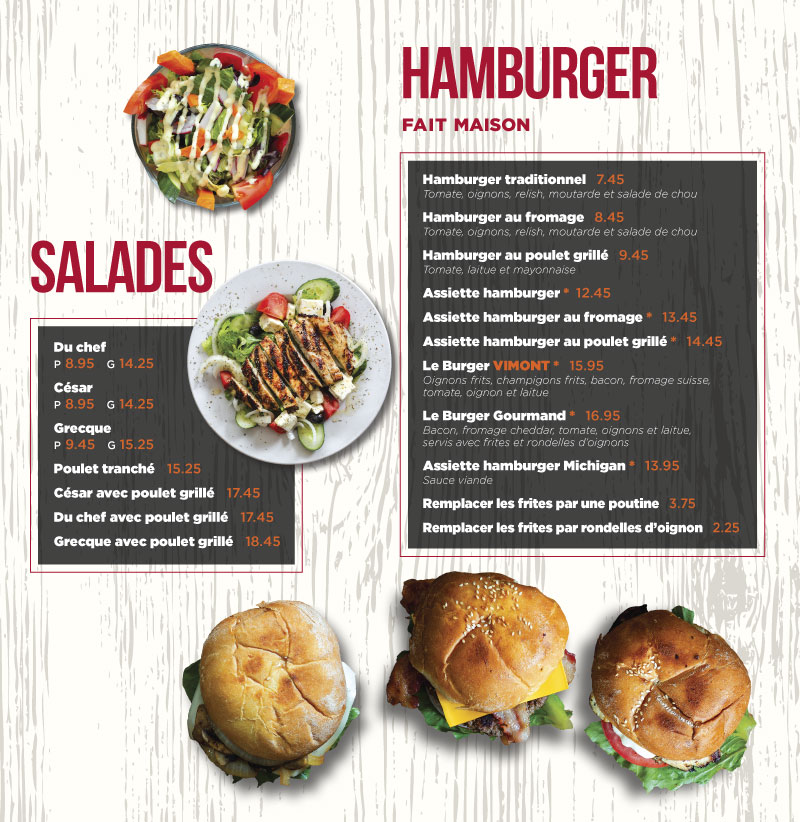 HAMBURGER
FAIT MAISON
Hamburger traditionnel 7.45
Tomate, oignons, relish, moutarde et salade de chou
Hamburger au fromage 8.45
Tomate, oignons, relish, moutarde et salade de chou
Hamburger au poulet grillé 9.45
Tomate, laitue et mayonnaise
Assiette hamburger * 12.45
Assiette hamburger au fromage * 13.45
Assiette hamburger au poulet grillé * 14.45
Le Burger VIMONT * 15.95
Oignons frits, champigons frits, bacon, fromage suisse,
tomate, oignon et laitue
Le Burger Gourmand * 16.95
Bacon, fromage cheddar, tomate, oignons et laitue,
servis avec frites et rondelles d'oignons
Assiette hamburger Michigan * 13.95
Sauce viande
Remplacer les frites par une poutine 3.75
Remplacer les frites par rondelles d'oignon 2.25
SALADES
Du chef
P 8.95 G 14.25
César
P 8.95 G 14.25
Grecque
P 9.45 G 15.25
Poulet tranché 15.25
César avec poulet grillé 17.45
Du chef avec poulet grillé 17.45
Grecque avec poulet grillé 18.45